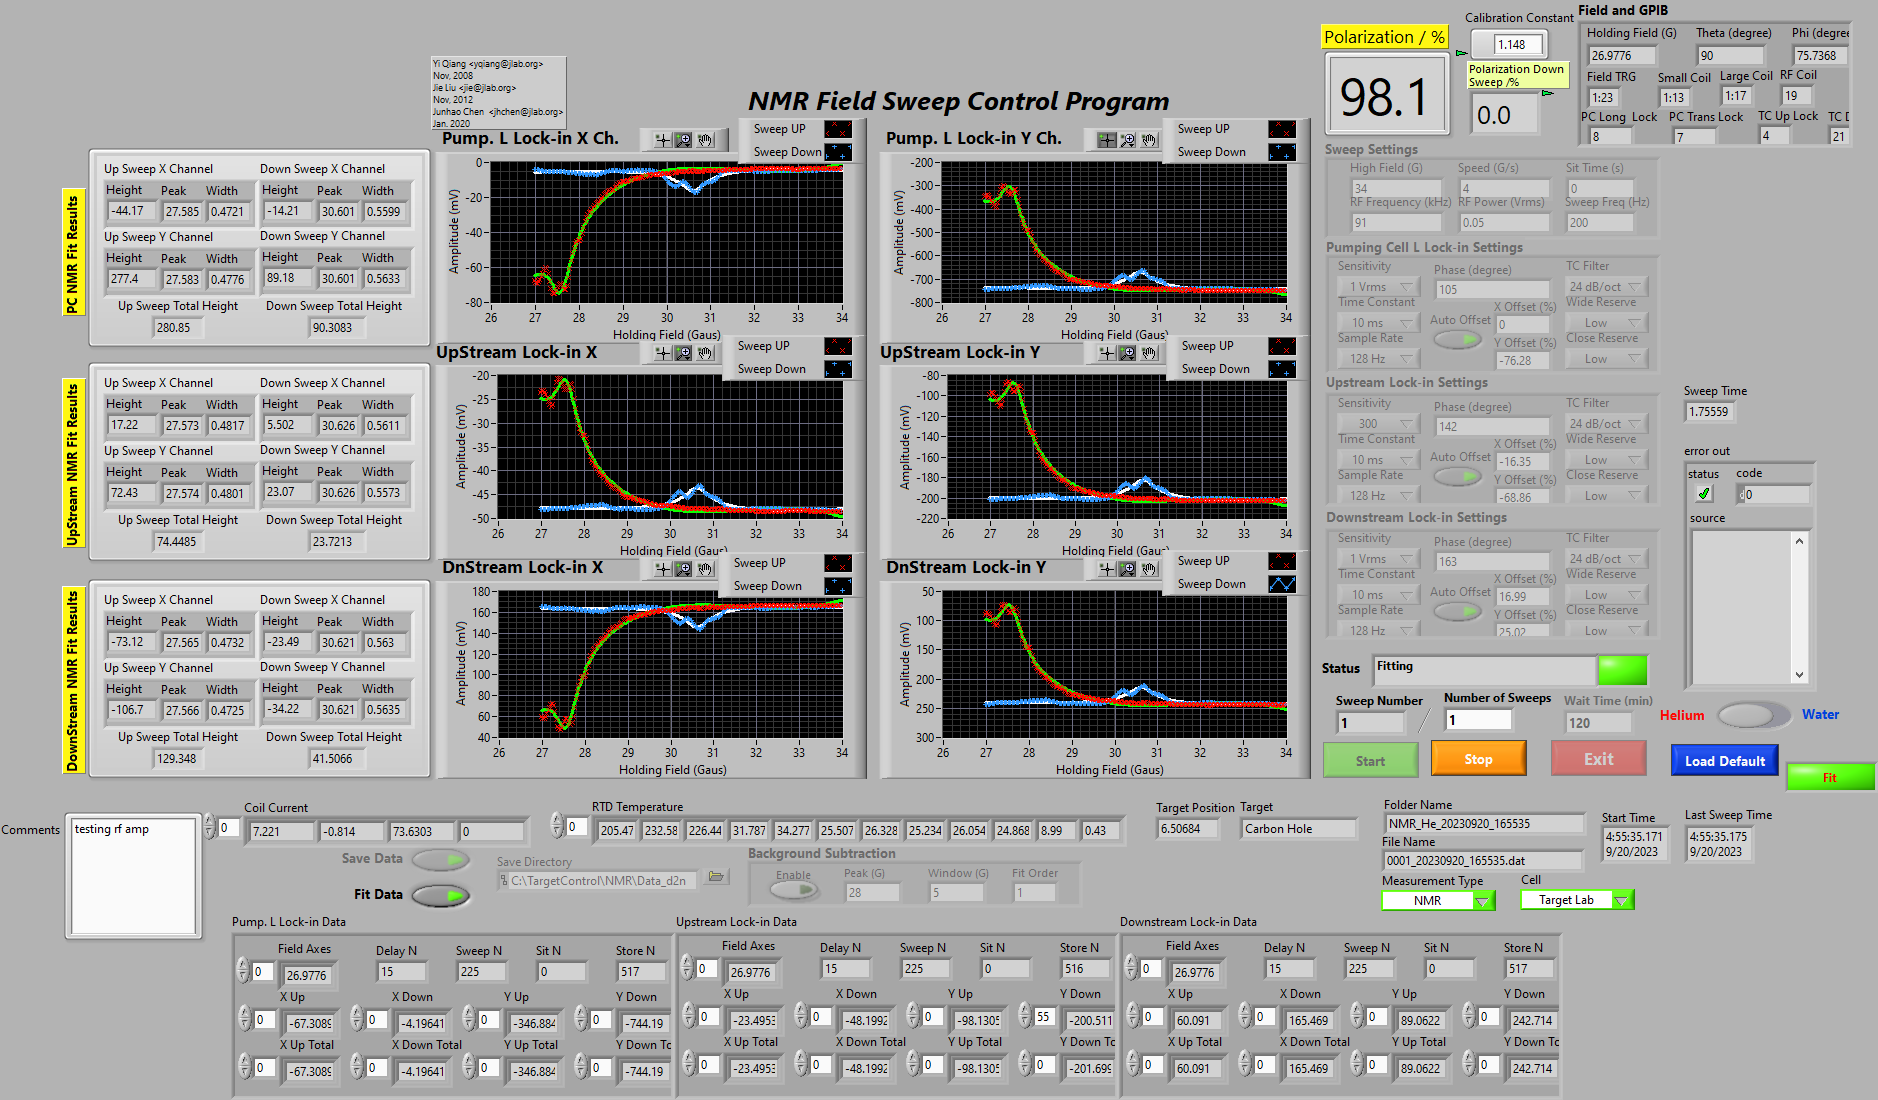 NMR Field Sweep Control Program
Yi Qiang <yqiang@jlab.org>
Nov, 2008
Jie Liu <jie@jlab.org>
Nov, 2012
Junhao Chen <jhchen@jlab.org>
Jan. 2020
Polarization / %
98.1
Calibration Constant
1.148
Polarization Down
Sweep /%
0.0
Field and GPIB
Holding Field (G) Theta (degree) Phi (degree
26.9776 90 75.7368
Field TRG Small Coil Large Coil RF Coil
1:23 1:13 1:17 19
PC Long Lock PC Trans Lock TC Up Lock TC D
8 7 4 21
PC NMR Fit Results
Up Sweep X Channel Down Sweep X Channel
Height Peak Width Height Peak Width
-44.17 27.585 0.4721 -14.21 30.601 0.5599
Up Sweep Y Channel Down Sweep Y Channel
Height Peak Width Height Peak Width
277.4 27.583 0.4776 89.18 30.601 0.5633
Up Sweep Total Height Down Sweep Total Height
280.85 90.3083
UpStream NMR Fit Results
Up Sweep X Channel Down Sweep X Channel
Height Peak Width Height Peak Width
17.22 27.573 0.4817 5.502 30.626 0.5611
Up Sweep Y Channel Down Sweep Y Channel
Height Peak Width Height Peak Width
72.43 27.574 0.4801 23.07 30.626 0.5573
Up Sweep Total Height Down Sweep Total Height
74.4485 23.7213
DownStream NMR Fit Results
Up Sweep X Channel Down Sweep X Channel
Height Peak Width Height Peak Width
-73.12 27.565 0.4732 -23.49 30.621 0.563
Up Sweep Y Channel Down Sweep Y Channel
Height Peak Width Height Peak Width
-106.7 27.566 0.4725 -34.22 30.621 0.5635
Up Sweep Total Height Down Sweep Total Height
129.348 41.5066
Pump. L Lock-in X Ch.
Sweep UP
Sweep Down
Amplitude (mV)
0
-20
-40
-60
-80
26 27 28 29 30 31 32 33 34
Holding Field (Gaus)
Pump. L Lock-in Y Ch.
Sweep UP
Sweep Down
Amplitude (mV)
-200
-300
-400
-500
-600
-700
-800
26 27 28 29 30 31 32 33 34
Holding Field (Gaus)
UpStream Lock-in X
Sweep UP
Sweep Down
Amplitude (mV)
-20
-25
-30
-35
-40
-45
-50
26 27 28 29 30 31 32 33 34
Holding Field (Gaus)
UpStream Lock-in Y
Sweep UP
Sweep Down
Amplitude (mV)
-80
-100
-120
-140
-160
-180
-200
-220
26 27 28 29 30 31 32 33 34
Holding Field (Gaus)
DnStream Lock-in X
Sweep UP
Sweep Down
Amplitude (mV)
180
160
140
120
100
80
60
40
26 27 28 29 30 31 32 33 34
Holding Field (Gaus)
DnStream Lock-in Y
Sweep UP
Sweep Down
Amplitude (mV)
50
100
150
200
250
300
26 27 28 29 30 31 32 33 34
Holding Field (Gaus)
Sweep Settings
High Field (G) Speed (G/s) Sit Time (s)
34 4 0
RF Frequency (kHz) RF Power (Vrms) Sweep Freq (Hz)
91 0.05 200
Pumping Cell L Lock-in Settings
Sensitivity Phase (degree) TC Filter
1 Vrms 105 24 dB/oct
Time Constant X Offset (%) Wide Reserve
10 ms Auto Offset 0 Low
Sample Rate Y Offset (%) Close Reserve
128 Hz -76.28 Low
Upstream Lock-in Settings
Sensitivity Phase (degree) TC Filter
300 142 24 dB/oct
Time Constant X Offset (%) Wide Reserve
10 ms Auto Offset -16.35 Low
Sample Rate Y Offset (%) Close Reserve
128 Hz -68.86 Low
Downstream Lock-in Settings
Sensitivity Phase (degree) TC Filter
1 Vrms 163 24 dB/oct
Time Constant X Offset (%) Wide Reserve
10 ms Auto Offset 16.99 Low
Sample Rate Y Offset (%) Close Reserve
128 Hz 25.02 Low
Sweep Time
1.75559
error out
status code
0
source
Status Fitting
Sweep Number Number of Sweeps Wait Time (min)
1 / 1 120
Helium Water
Start Stop Exit Load Default Fit
Comments
testing rf amp
Coil Current
0 7.221 -0.814 73.6303 0
RTD Temperature
0 205.47 232.58 226.44 31.787 34.277 25.507 26.328 25.234 26.054 24.868 8.99 0.43
Target Position Target
6.50684 Carbon Hole
Save Data
Fit Data
Save Directory
C:\TargetControl\NMR\Data_d2n
Background Subtraction
Enable Peak (G) Window (G) Fit Order
28 5 1
Folder Name
NMR_He_20230920_165535
File Name
0001_20230920_165535.dat
Measurement Type Cell
NMR Target Lab
Start Time
4:55:35.171
9/20/2023
Last Sweep Time
4:55:35.175
9/20/2023
Pump. L Lock-in Data
Field Axes Delay N Sweep N Sit N Store N
0 26.9776 15 225 0 517
X Up X Down Y Up Y Down
0 -67.3089 0 -4.19641 0 -346.884 0 -744.19
X Up Total X Down Total Y Up Total Y Down To
0 -67.3089 0 -4.19641 0 -346.884 0 -744.19
Upstream Lock-in Data
Field Axes Delay N Sweep N Sit N Store N
0 26.9776 15 225 0 516
X Up X Down Y Up Y Down
0 -23.4953 0 -48.1992 0 -98.1305 55 -200.511
X Up Total X Down Total Y Up Total Y Down To
0 -23.4953 0 -48.1992 0 -98.1305 0 -201.699
Downstream Lock-in Data
Field Axes Delay N Sweep N Sit N Store N
0 26.9776 15 225 0 517
X Up X Down Y Up Y Down
0 60.091 0 165.469 0 89.0622 0 242.714
X Up Total X Down Total Y Up Total Y Down To
0 60.091 0 165.469 0 89.0622 0 242.714